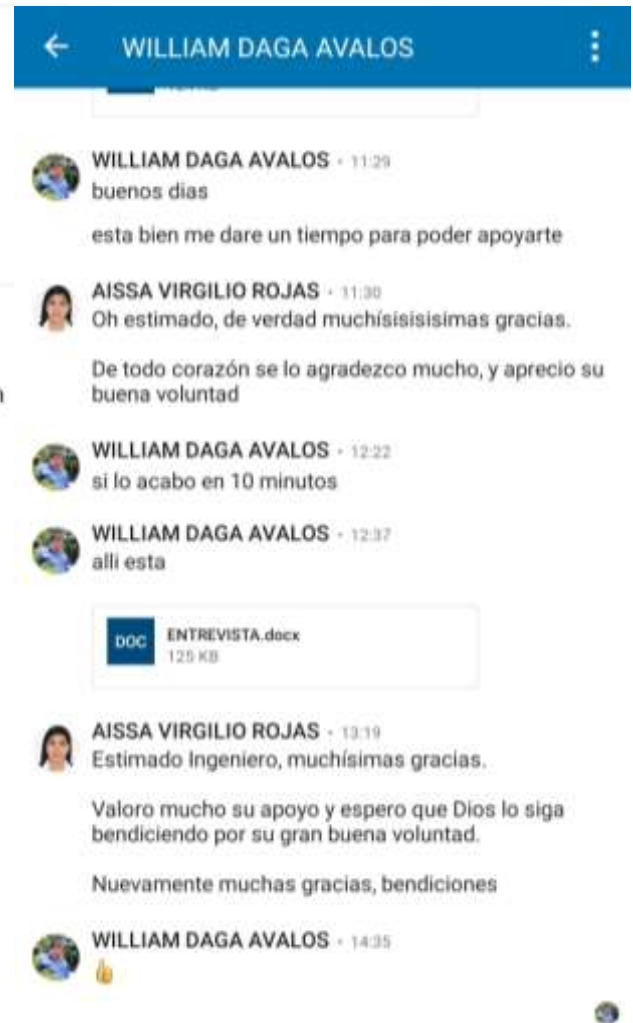 WILLIAM DAGA AVALOS
WILLIAM DAGA AVALOS · 11:29
buenos dias
esta bien me dare un tiempo para poder apoyarte
AISSA VIRGILIO ROJAS · 11:30
Oh estimado, de verdad muchísisisisimas gracias.
De todo corazón se lo agradezco mucho, y aprecio su
buena voluntad
WILLIAM DAGA AVALOS · 12:22
si lo acabo en 10 minutos
WILLIAM DAGA AVALOS · 12:37
alli esta
DOC
ENTREVISTA.docx
125 KB
AISSA VIRGILIO ROJAS · 13:19
Estimado Ingeniero, muchísimas gracias.
Valoro mucho su apoyo y espero que Dios lo siga
bendiciendo por su gran buena voluntad.
Nuevamente muchas gracias, bendiciones
WILLIAM DAGA AVALOS · 14:35
👍